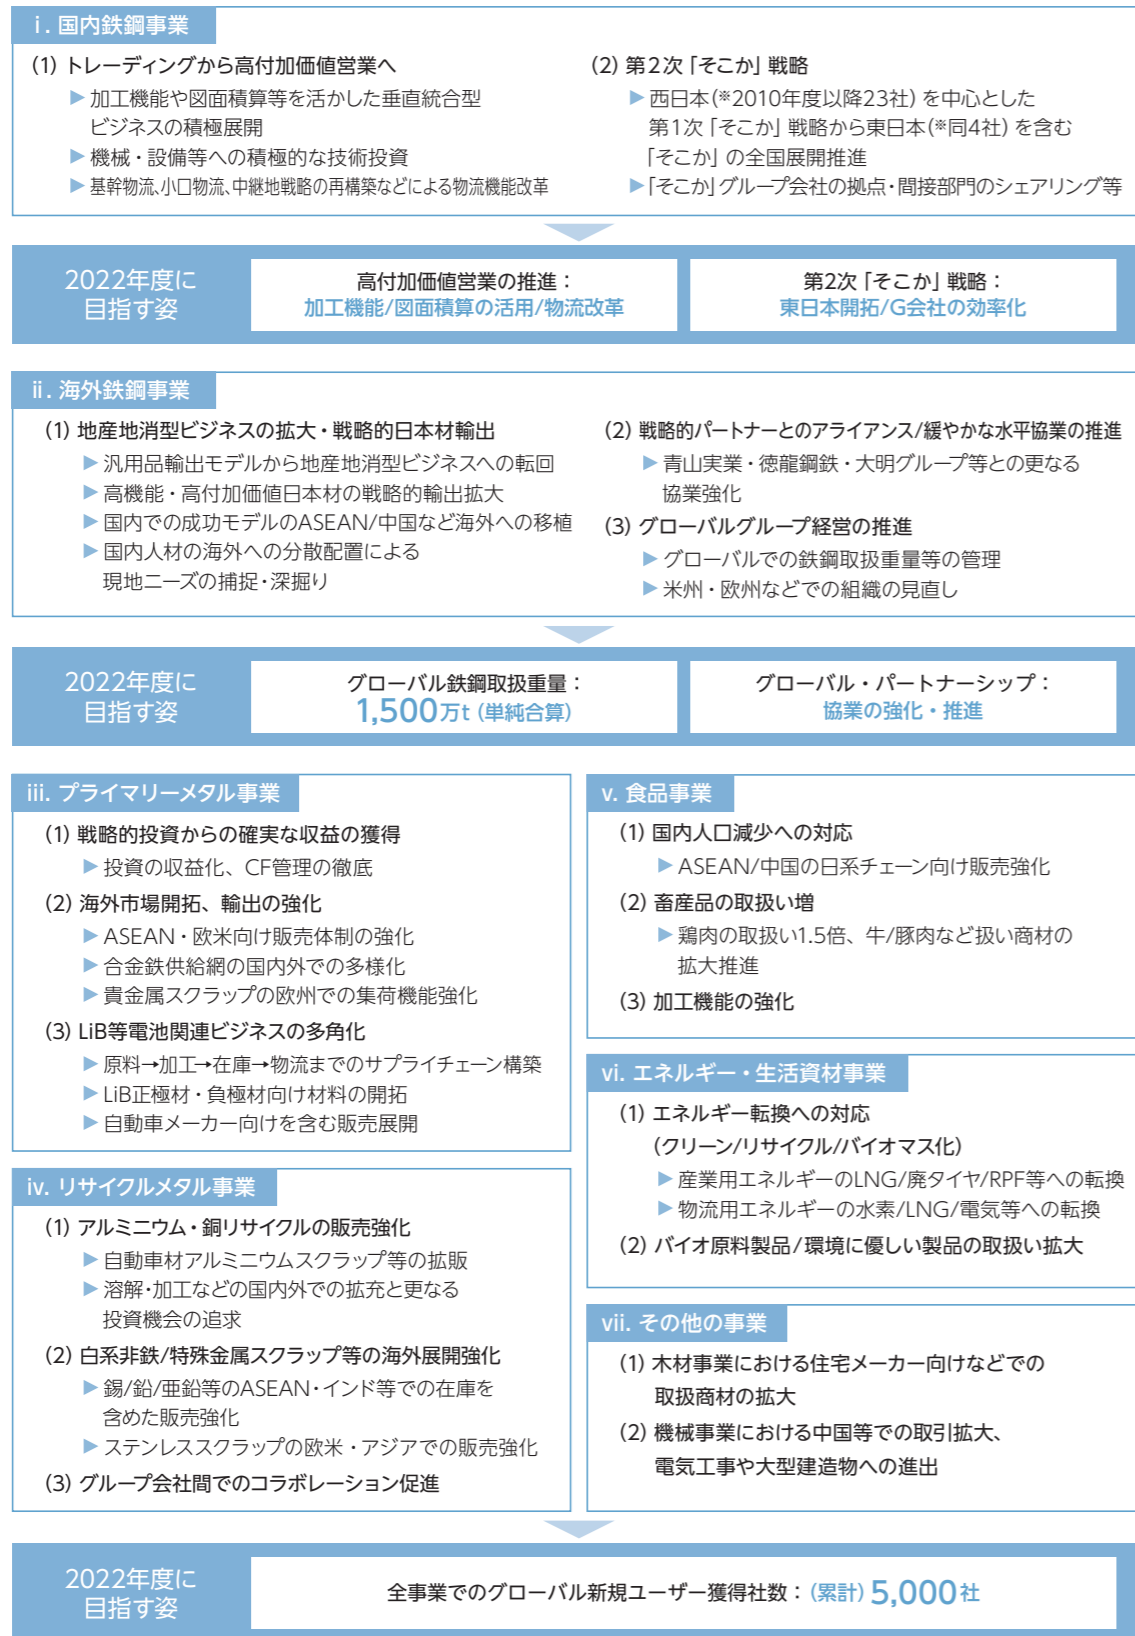 i. 国内鉄鋼事業
(1) トレーディングから高付加価値営業へ
▶ 加工機能や図面積算等を活かした垂直統合型
ビジネスの積極展開
▶ 機械・設備等への積極的な技術投資
▶ 基幹物流、小口物流、中継地戦略の再構築などによる物流機能改革
(2) 第2次「そこか」戦略
▶ 西日本(※2010年度以降23社)を中心とした
第1次「そこか」戦略から東日本(※同4社)を含む
「そこか」の全国展開推進
▶「そこか」グループ会社の拠点・間接部門のシェアリング等
2022年度に
目指す姿
高付加価値営業の推進：
加工機能/図面積算の活用/物流改革
第2次「そこか」戦略：
東日本開拓/G会社の効率化
ii. 海外鉄鋼事業
(1) 地産地消型ビジネスの拡大・戦略的日本材輸出
▶ 汎用品輸出モデルから地産地消型ビジネスへの転回
▶ 高機能・高付加価値日本材の戦略的輸出拡大
▶ 国内での成功モデルのASEAN/中国など海外への移植
▶ 国内人材の海外への分散配置による
現地ニーズの捕捉・深掘り
(2) 戦略的パートナーとのアライアンス/緩やかな水平協業の推進
▶ 青山実業・徳龍鋼鉄・大明グループ等との更なる
協業強化
(3) グローバルグループ経営の推進
▶ グローバルでの鉄鋼取扱重量等の管理
▶ 米州・欧州などでの組織の見直し
2022年度に
目指す姿
グローバル鉄鋼取扱重量：
1,500万t (単純合算)
グローバル・パートナーシップ：
協業の強化・推進
iii. プライマリーメタル事業
(1) 戦略的投資からの確実な収益の獲得
▶ 投資の収益化、CF管理の徹底
(2) 海外市場開拓、輸出の強化
▶ ASEAN・欧米向け販売体制の強化
▶ 合金鉄供給網の国内外での多様化
▶ 貴金属スクラップの欧州での集荷機能強化
(3) LiB等電池関連ビジネスの多角化
▶ 原料→加工→在庫→物流までのサプライチェーン構築
▶ LiB正極材・負極材向け材料の開拓
▶ 自動車メーカー向けを含む販売展開
iv. リサイクルメタル事業
(1) アルミニウム・銅リサイクルの販売強化
▶ 自動車材アルミニウムスクラップ等の拡販
▶ 溶解・加工などの国内外での拡充と更なる
投資機会の追求
(2) 白系非鉄/特殊金属スクラップ等の海外展開強化
▶ 錫/鉛/亜鉛等のASEAN・インド等での在庫を
含めた販売強化
▶ ステンレススクラップの欧米・アジアでの販売強化
(3) グループ会社間でのコラボレーション促進
v. 食品事業
(1) 国内人口減少への対応
▶ ASEAN/中国の日系チェーン向け販売強化
(2) 畜産品の取扱い増
▶ 鶏肉の取扱い1.5倍、牛/豚肉など扱い商材の
拡大推進
(3) 加工機能の強化
vi. エネルギー・生活資材事業
(1) エネルギー転換への対応
(クリーン/リサイクル/バイオマス化)
▶ 産業用エネルギーのLNG/廃タイヤ/RPF等への転換
▶ 物流用エネルギーの水素/LNG/電気等への転換
(2) バイオ原料製品/環境に優しい製品の取扱い拡大
vii. その他の事業
(1) 木材事業における住宅メーカー向けなどでの
取扱商材の拡大
(2) 機械事業における中国等での取引拡大、
電気工事や大型建造物への進出
2022年度に
目指す姿
全事業でのグローバル新規ユーザー獲得社数：(累計) 5,000社